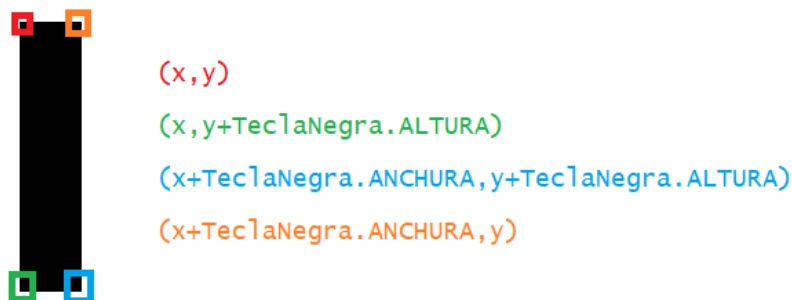 (x,y)
(x,y+TeclaNegra.ALTURA)
(x+TeclaNegra.ANCHURA,y+TeclaNegra.ALTURA)
(x+TeclaNegra.ANCHURA,y)